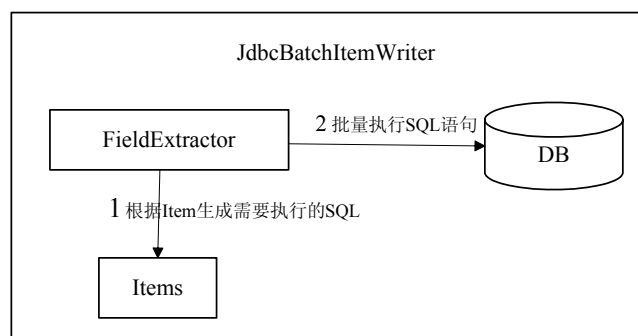 JdbcBatchItemWriter
FieldExtractor
2 批量执行SQL语句
DB
1 根据Item生成需要执行的SQL
Items